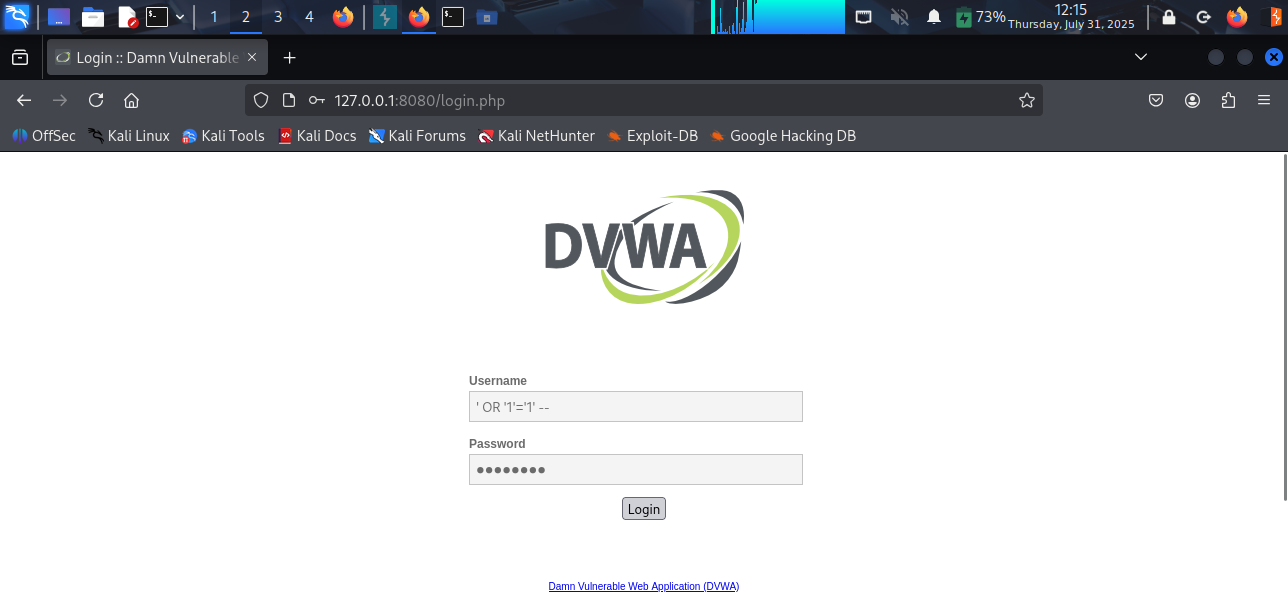 1 2 3 4 73% 12:15
Thursday, July 31, 2025
Login :: Damn Vulnerable
127.0.0.1:8080/login.php
OffSec Kali Linux Kali Tools Kali Docs Kali Forums Kali NetHunter Exploit-DB Google Hacking DB
DVWA
Username
' OR '1'='1' --
Password
●●●●●●●●
Login
Damn Vulnerable Web Application (DVWA)